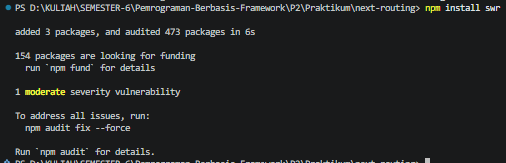 PS D:\KULIAH\SEMESTER-6\Pemrograman-Berbasis-Framework\P2\Praktikum\next-routing> npm install swr
added 3 packages, and audited 473 packages in 6s
154 packages are looking for funding
run `npm fund` for details
1 moderate severity vulnerability
To address all issues, run:
npm audit fix --force
Run `npm audit` for details.
PS D:\KULIAH\SEMESTER-6\Pemrograman-Berbasis-Framework\P2\Praktikum\next-routing>